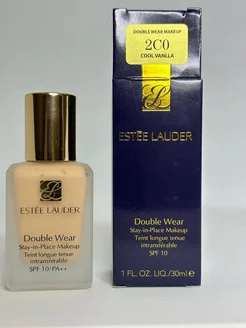 DOUBLE WEAR MAKEUP
2C0
COOL VANILLA
ESTĒE LAUDER
Double Wear
Stay-in-Place Makeup
Teint longue tenue
intransférable
SPF 10
1 FL. OZ. LIQ./30ml ℮
ESTĒE LAUDER
Double Wear
Stay-in-Place Makeup
Teint longue tenue
intransférable
SPF 10/PA++